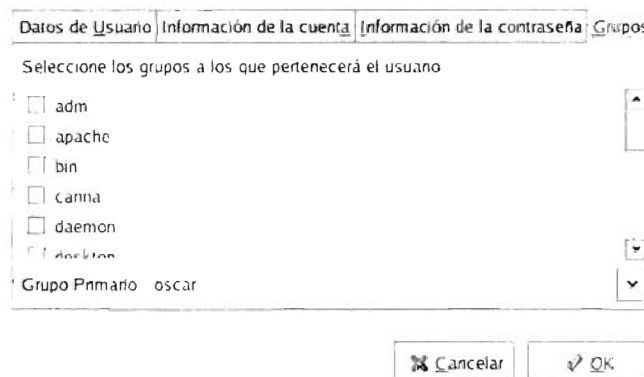 Datos de Usuario Información de la cuenta Información de la contraseña Grupos
Seleccione los grupos a los que pertenecerá el usuario
adm
apache
bin
canna
daemon
Grupo Primario oscar
Cancelar OK